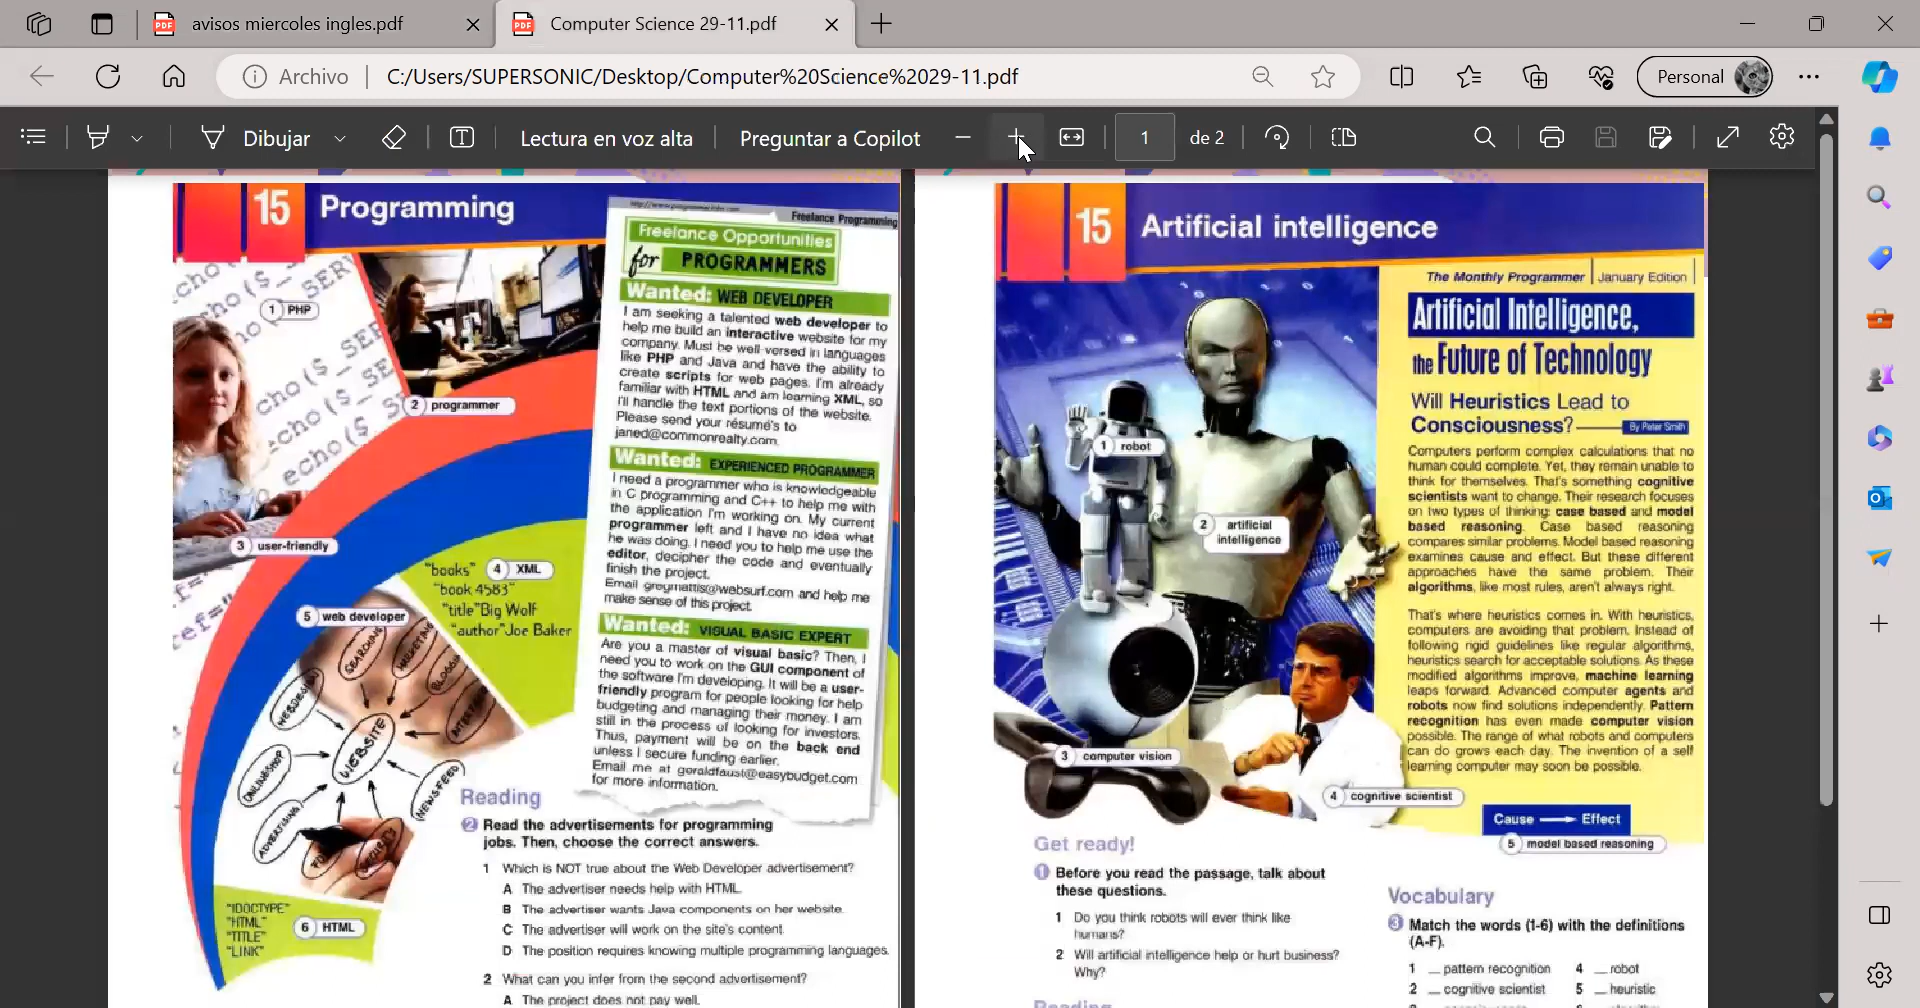 avisos miercoles ingles.pdf
Computer Science 29-11.pdf
Archivo
C:/Users/SUPERSONIC/Desktop/Computer%20Science%2029-11.pdf
Personal
Dibujar
Lectura en voz alta
Preguntar a Copilot
1
de 2
15 Programming
Freelance Programming
Freelance Opportunities
for PROGRAMMERS
Wanted: WEB DEVELOPER
I am seeking a talented web developer to
help me build an interactive website for my
company. Must be well versed in languages
like PHP and Java and have the ability to
create scripts for web pages. I'm already
familiar with HTML and am learning XML, so
I'll handle the text portions of the website.
Please send your résumé's to
janed@commonrealty.com.
Wanted: EXPERIENCED PROGRAMMER
I need a programmer who is knowledgeable
in C programming and C++ to help me with
the application I'm working on. My current
programmer left and I have no idea what
he was doing. I need you to help me use the
editor, decipher the code and eventually
finish the project.
Email gregmattis@websurf.com and help me
make sense of this project.
Wanted: VISUAL BASIC EXPERT
Are you a master of visual basic? Then, I
need you to work on the GUI component of
the software I'm developing. It will be a user-
friendly program for people looking for help
budgeting and managing their money. I am
still in the process of looking for investors.
Thus, payment will be on the back end
unless I secure funding earlier.
Email me at geraldfaust@easybudget.com
for more information.
echo($_SERV
1 PHP
2 programmer
3 user-friendly
"books"
4 XML
"book 4583"
"title"Big Wolf
"author"Joe Baker
5 web developer
SEARCH
MARKETING
WEBDESIGN
WEBSITE
ONLINESHOP
ADVERTISING
NEWSFEED
"IDOCTYPE"
"HTML"
"TITLE"
"LINK"
6 HTML
Reading
2 Read the advertisements for programming
jobs. Then, choose the correct answers.
1 Which is NOT true about the Web Developer advertisement?
A The advertiser needs help with HTML.
B The advertiser wants Java components on her website.
C The advertiser will work on the site's content.
D The position requires knowing multiple programming languages.
2 What can you infer from the second advertisement?
A The project does not pay well.
15 Artificial intelligence
The Monthly Programmer | January Edition
Artificial Intelligence,
the Future of Technology
Will Heuristics Lead to
Consciousness?
By Peter Smith
Computers perform complex calculations that no
human could complete. Yet, they remain unable to
think for themselves. That's something cognitive
scientists want to change. Their research focuses
on two types of thinking: case based and model
based reasoning. Case based reasoning
compares similar problems. Model based reasoning
examines cause and effect. But these different
approaches have the same problem. Their
algorithms, like most rules, aren't always right.
That's where heuristics comes in. With heuristics,
computers are avoiding that problem. Instead of
following rigid guidelines like regular algorithms,
heuristics search for acceptable solutions. As these
modified algorithms improve, machine learning
leaps forward. Advanced computer agents and
robots now find solutions independently. Pattern
recognition has even made computer vision
possible. The range of what robots and computers
can do grows each day. The invention of a self
learning computer may soon be possible.
1 robot
2 artificial
intelligence
3 computer vision
4 cognitive scientist
Cause Effect
5 model based reasoning
Get ready!
1 Before you read the passage, talk about
these questions.
1 Do you think robots will ever think like
humans?
2 Will artificial intelligence help or hurt business?
Why?
Reading
Vocabulary
3 Match the words (1-6) with the definitions
(A-F).
1 _ pattern recognition
2 _ cognitive scientist
4 _ robot
5 _ heuristic